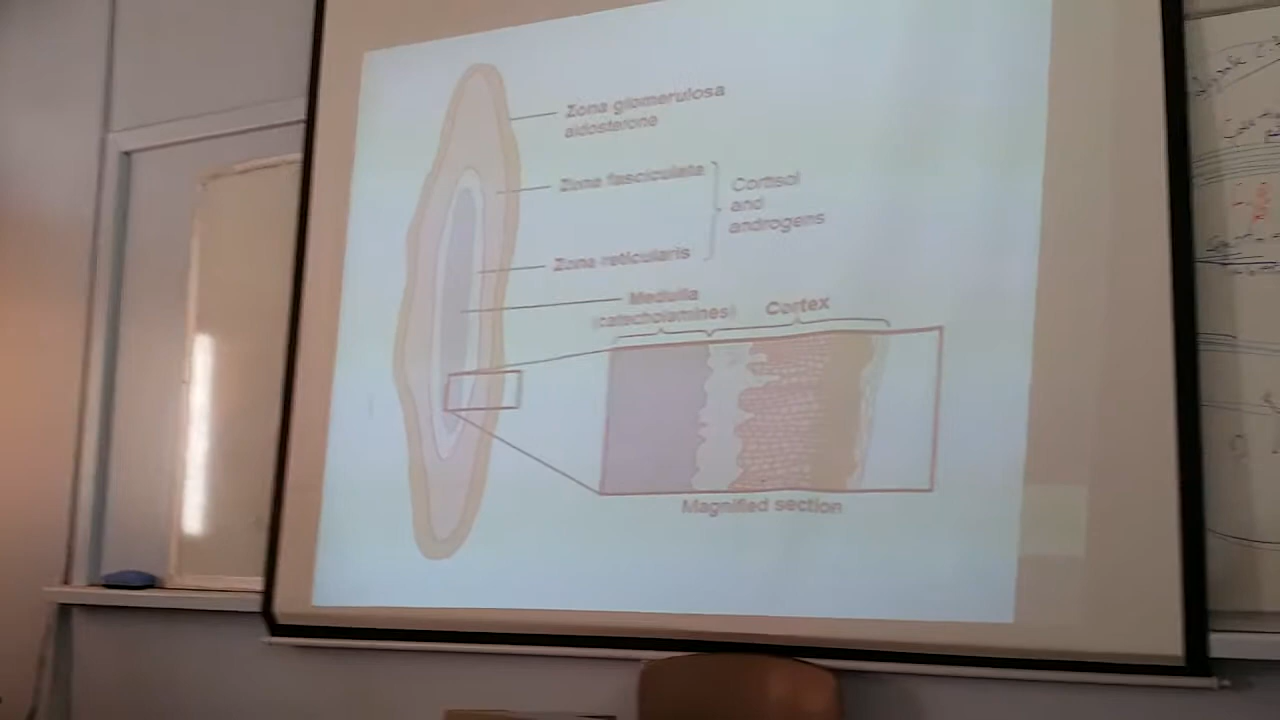 Zona glomerulosa
aldosterone
Zona fasciculata
Cortisol
and
androgens
Zona reticularis
Medulla
(catecholamines)
Cortex
Magnified section